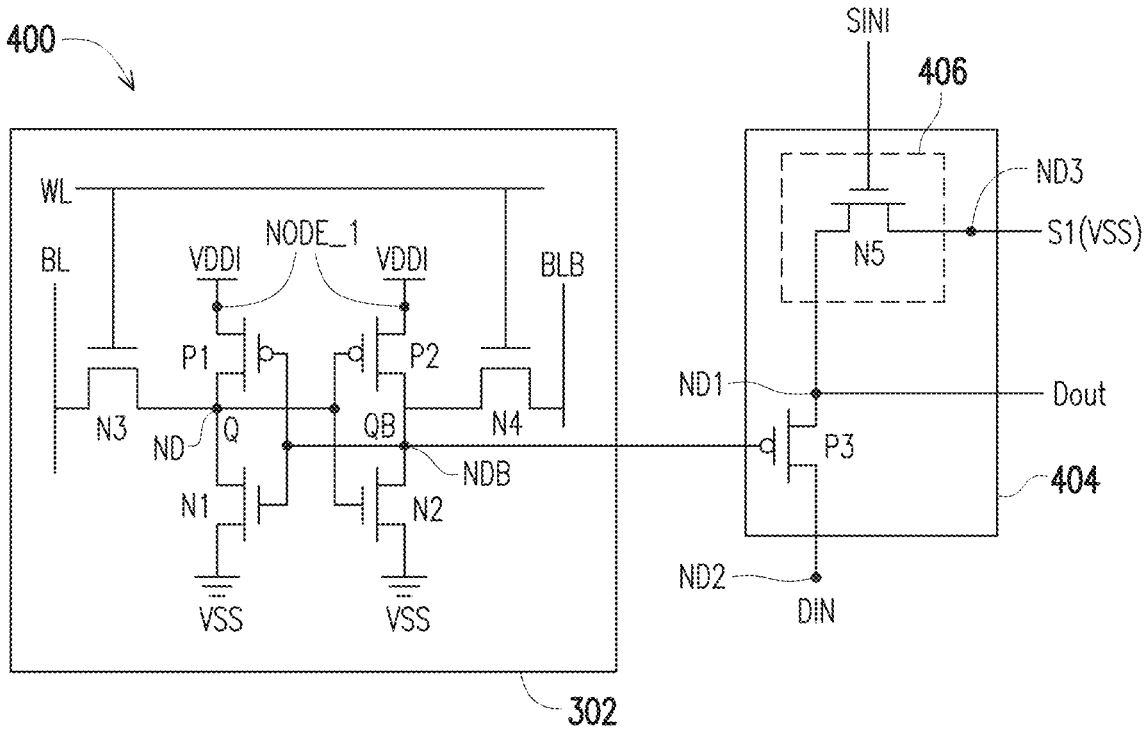 400
SINI
406
WL
ND3
NODE_1
S1(VSS)
BL
VDDI
VDDI
BLB
N5
P1
P2
ND1
Dout
N3
ND
Q
QB
N4
P3
NDB
N1
N2
404
ND2
VSS
VSS
DIN
302